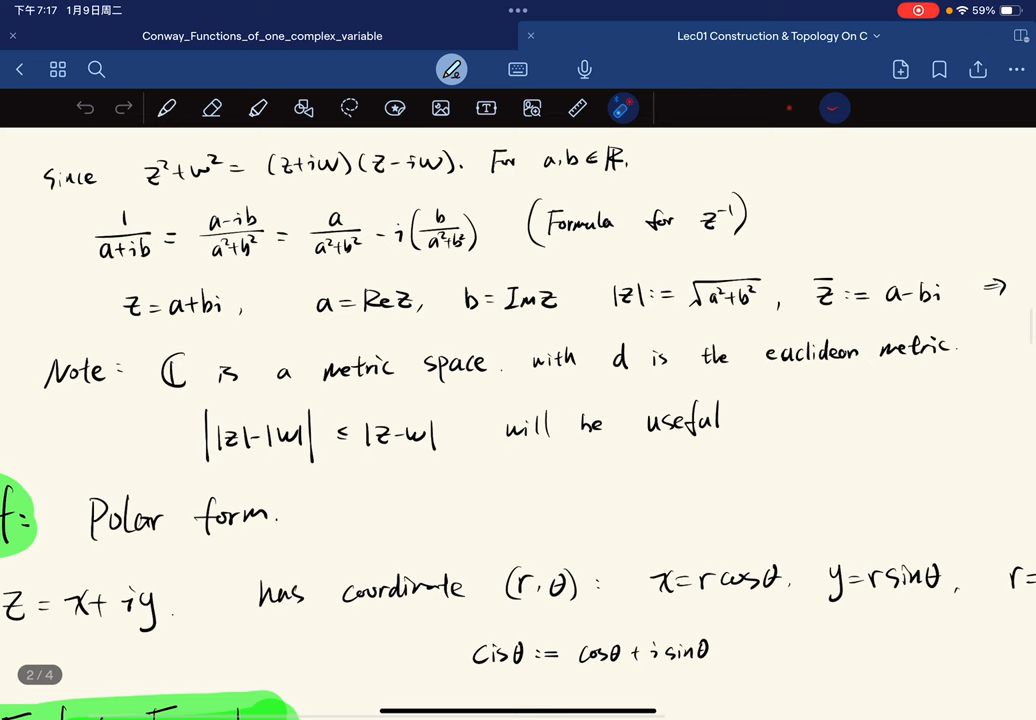 下午7:17 1月9日周二
59%
Conway_Functions_of_one_complex_variable
Lec01 Construction & Topology On C
Since z²+w² = (z+iw)(z-iw). For a,b ∈ ℝ,
1/(a+ib) = (a-ib)/(a²+b²) = a/(a²+b²) - i(b/(a²+b²)) (Formula for z⁻¹)
z=a+bi, a=Re z, b=Im z |z| := √(a²+b²), z̄ := a-bi ⇒
Note: ℂ is a metric space. with d is the euclideon metric.
||z|-|w|| ≤ |z-w| will be useful
f: Polar form.
z = x+iy. has coordinate (r,θ): x=rcosθ. y=rsinθ, r=
cisθ := cosθ + i sinθ
2/4